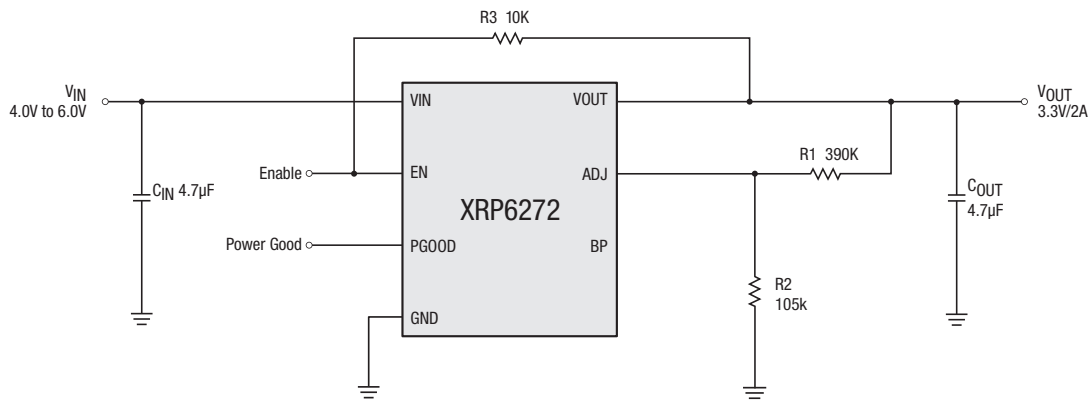 R3 10K
VIN
4.0V to 6.0V
VIN
VOUT
VOUT
3.3V/2A
R1 390K
Enable
EN
ADJ
CIN 4.7µF
COUT
4.7µF
XRP6272
Power Good
PGOOD
BP
R2
105k
GND